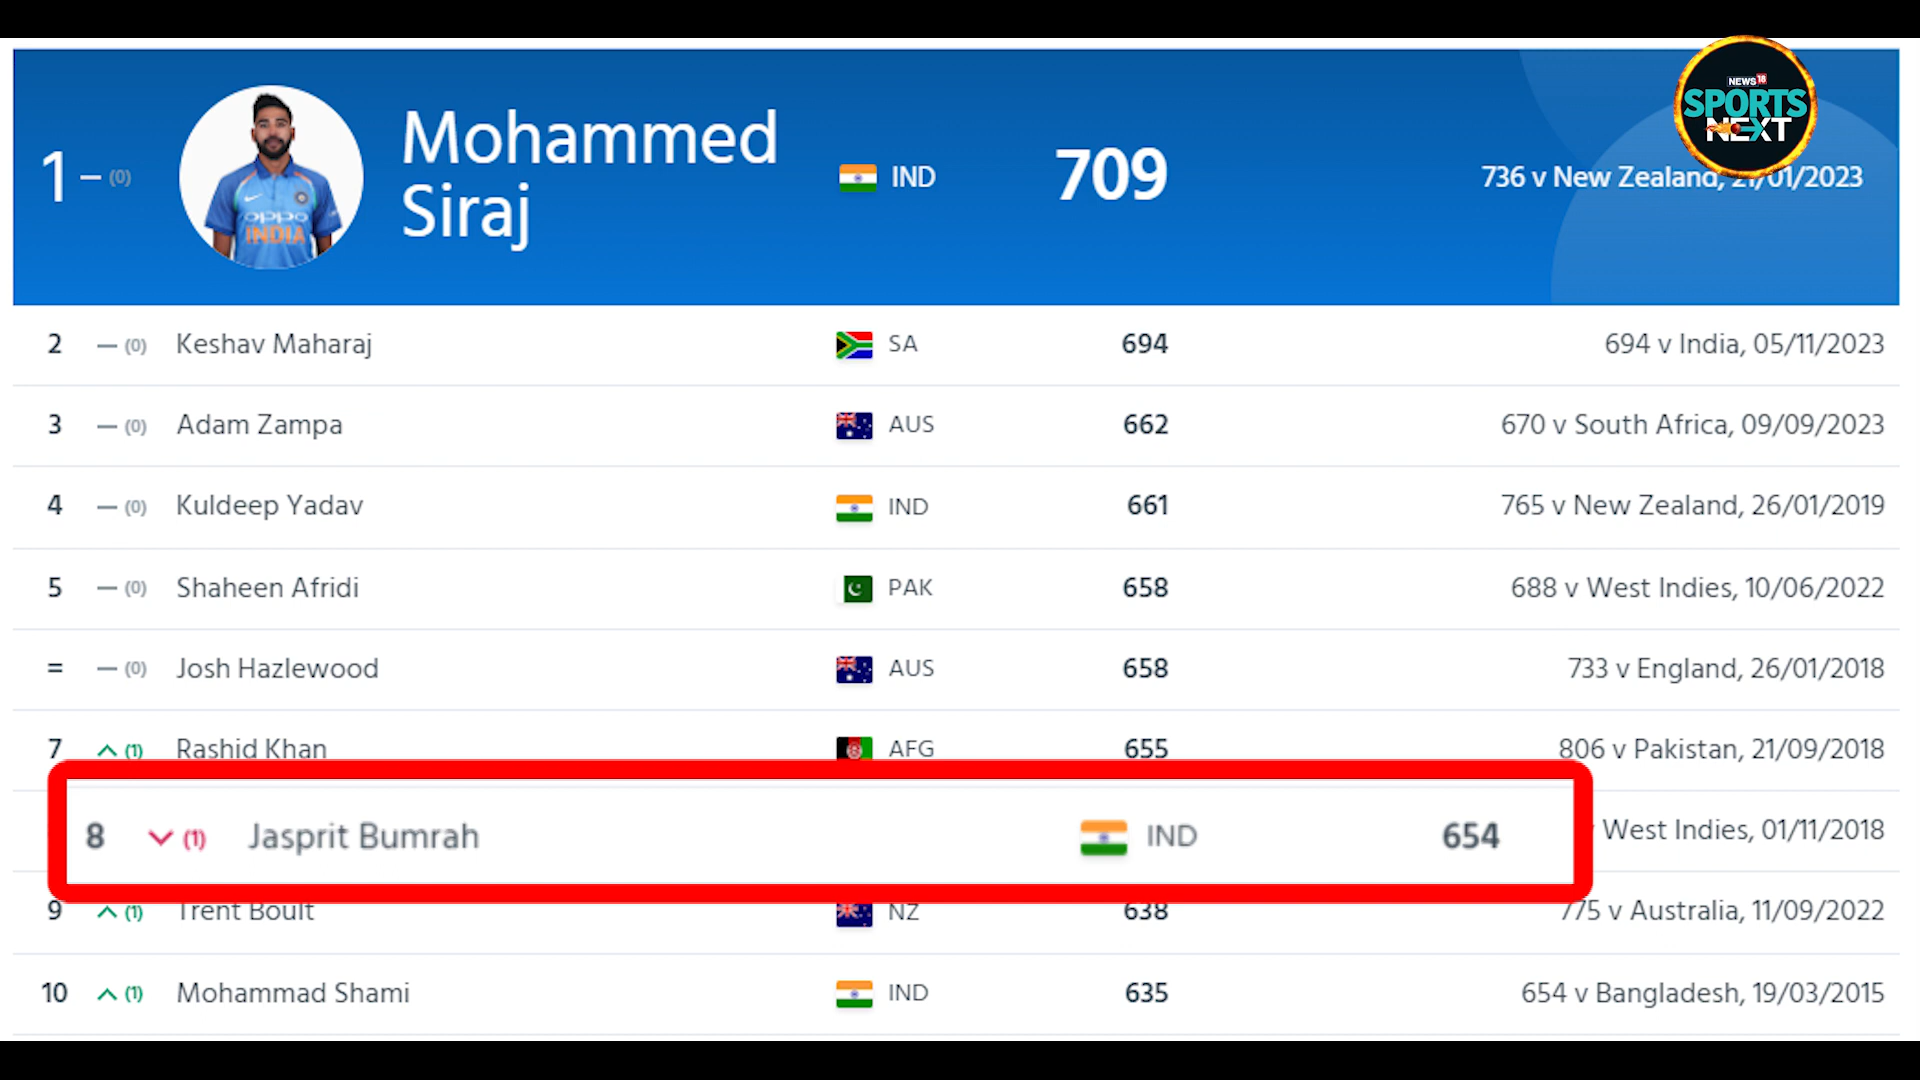 NEWS18
SPORTS
NEXT
1 — (0) Mohammed Siraj IND 709 736 v New Zealand, 21/01/2023
oppo
INDIA
2 — (0) Keshav Maharaj SA 694 694 v India, 05/11/2023
3 — (0) Adam Zampa AUS 662 670 v South Africa, 09/09/2023
4 — (0) Kuldeep Yadav IND 661 765 v New Zealand, 26/01/2019
5 — (0) Shaheen Afridi PAK 658 688 v West Indies, 10/06/2022
= — (0) Josh Hazlewood AUS 658 733 v England, 26/01/2018
7 (1) Rashid Khan AFG 655 806 v Pakistan, 21/09/2018
8 (1) Jasprit Bumrah IND 654 West Indies, 01/11/2018
9 (1) Trent Boult NZ 638 775 v Australia, 11/09/2022
10 (1) Mohammad Shami IND 635 654 v Bangladesh, 19/03/2015